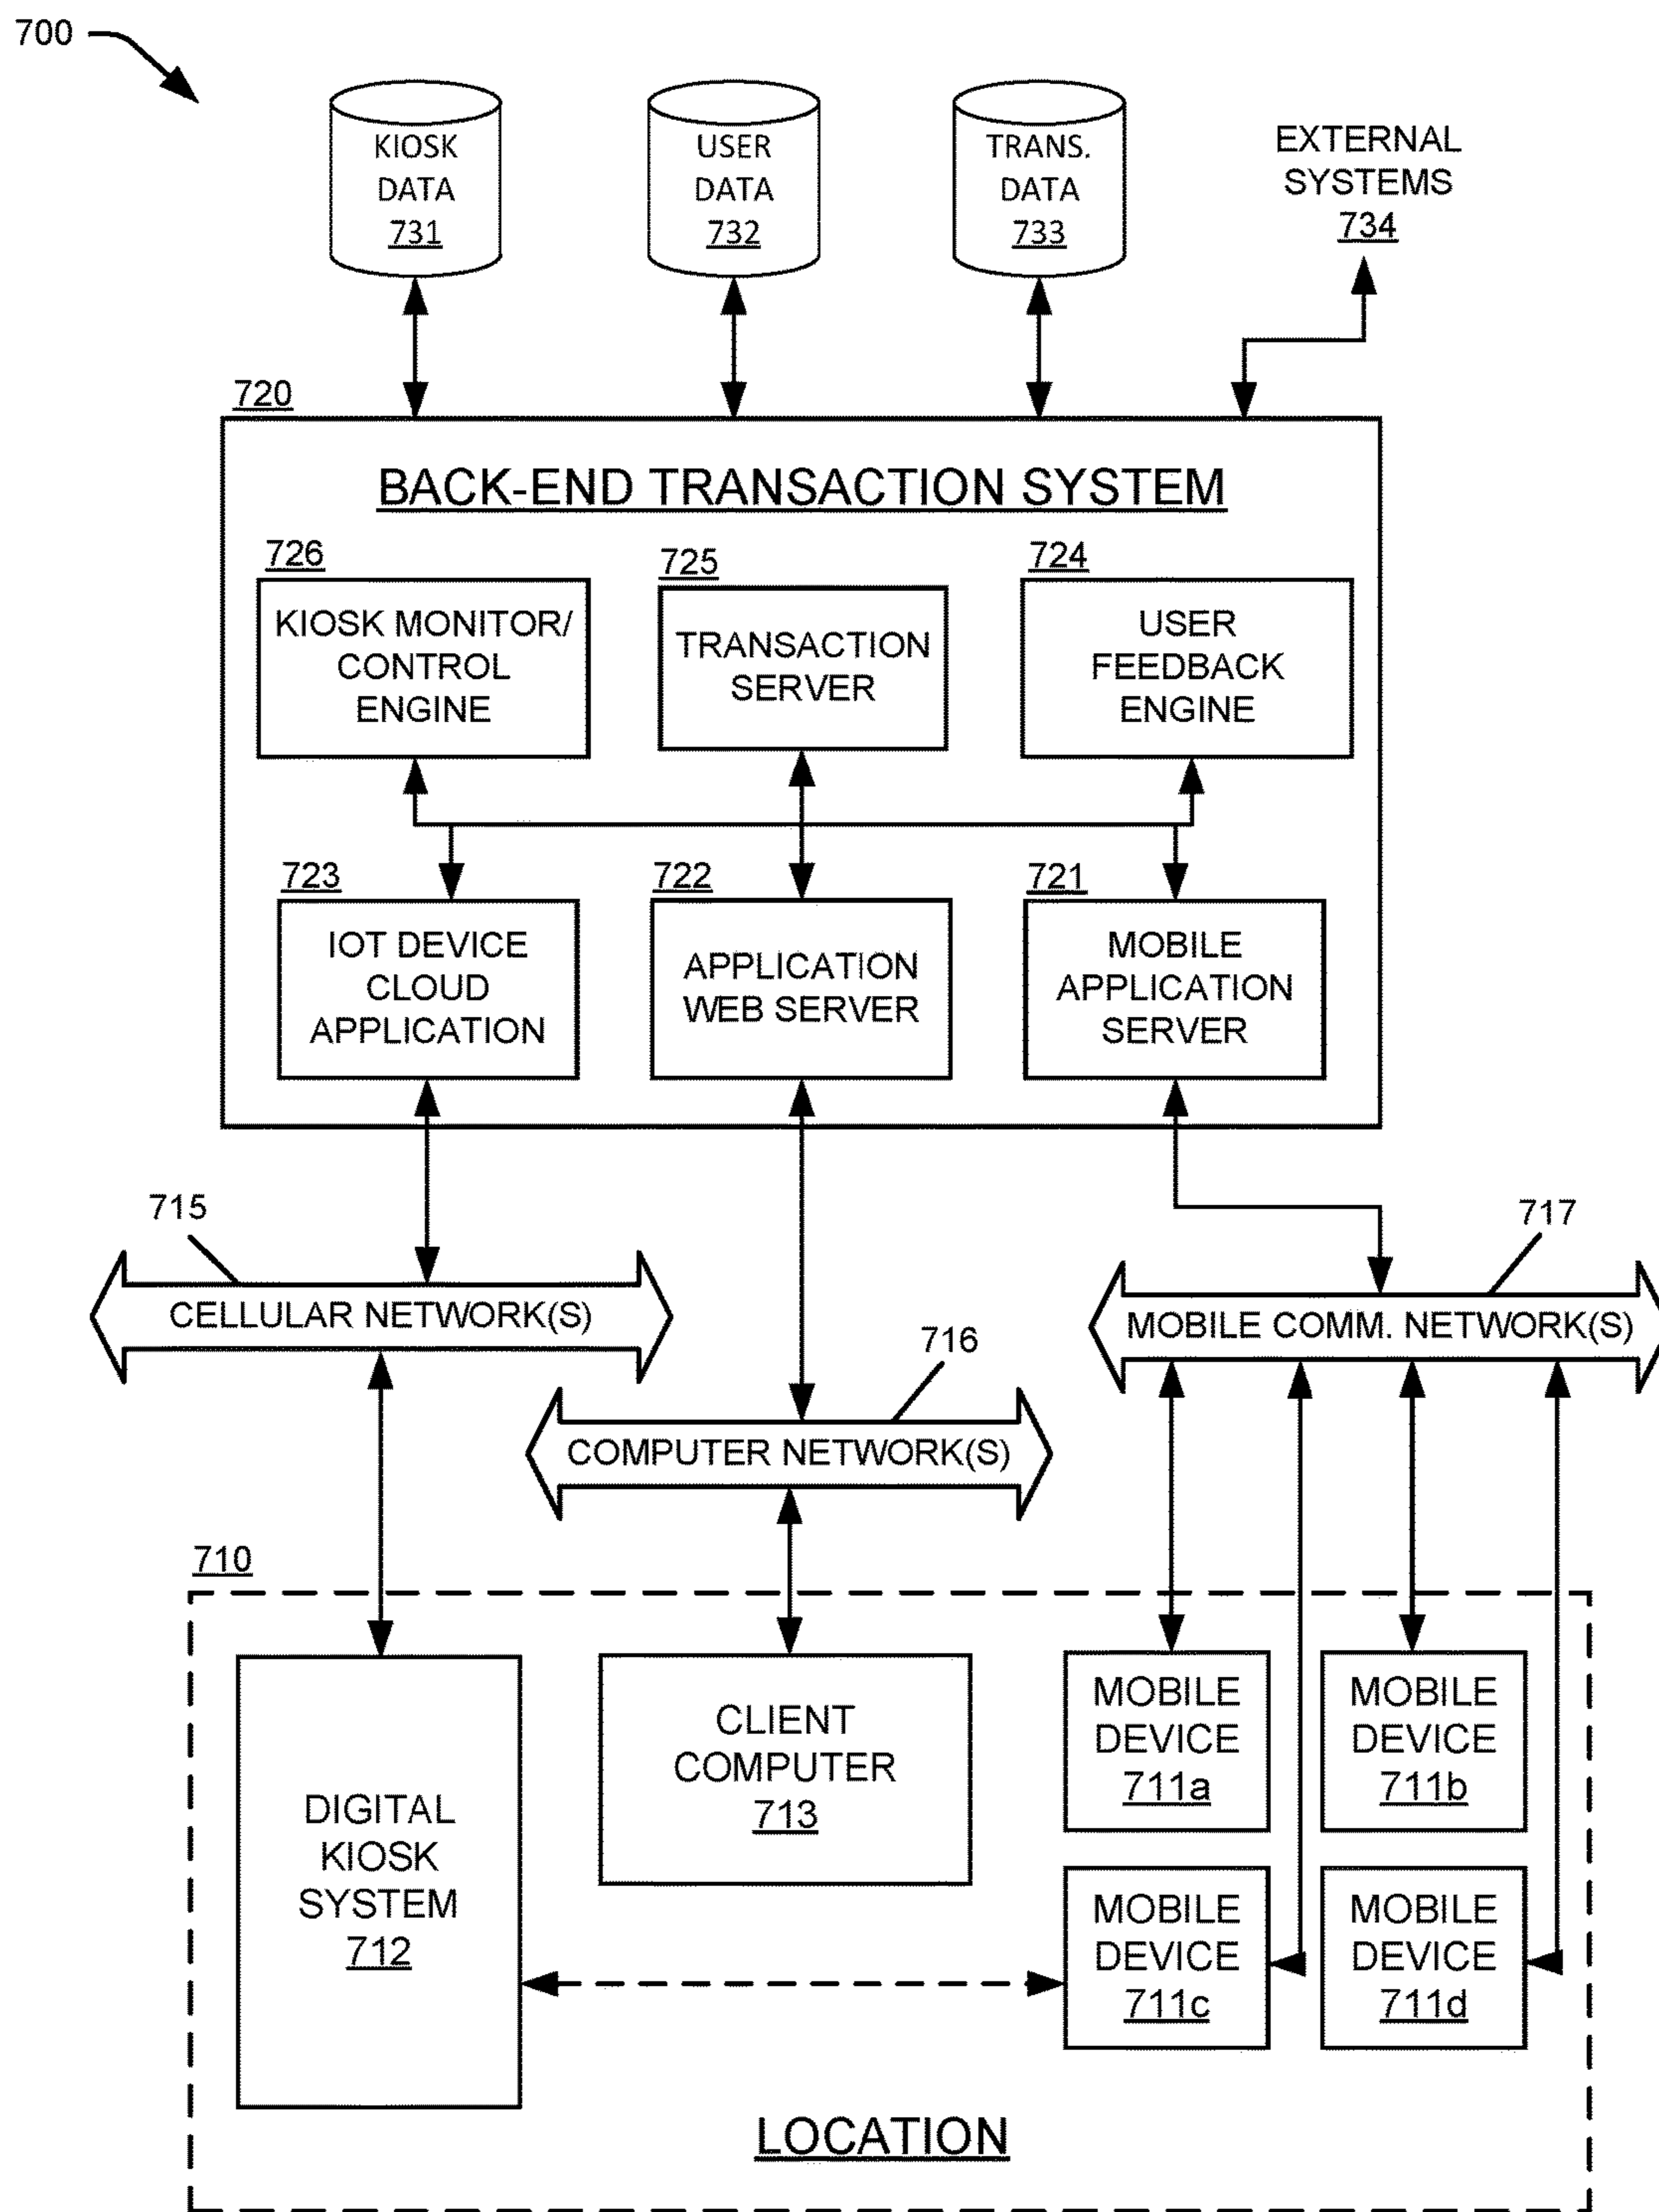 700
KIOSK
DATA
731
USER
DATA
732
TRANS.
DATA
733
EXTERNAL
SYSTEMS
734
720
BACK-END TRANSACTION SYSTEM
726
KIOSK MONITOR/
CONTROL
ENGINE
725
TRANSACTION
SERVER
724
USER
FEEDBACK
ENGINE
723
IOT DEVICE
CLOUD
APPLICATION
722
APPLICATION
WEB SERVER
721
MOBILE
APPLICATION
SERVER
715
CELLULAR NETWORK(S)
716
COMPUTER NETWORK(S)
717
MOBILE COMM. NETWORK(S)
710
DIGITAL
KIOSK
SYSTEM
712
CLIENT
COMPUTER
713
MOBILE
DEVICE
711a
MOBILE
DEVICE
711b
MOBILE
DEVICE
711c
MOBILE
DEVICE
711d
LOCATION